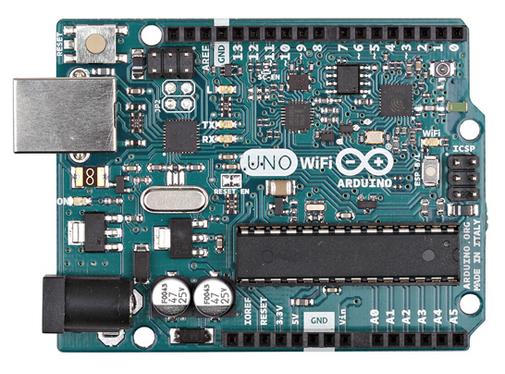 RESET
AREF
GND
13
12
11
10
9
8
7
6
5
4
3
2
1
0
TX
RX
ON
UNO WiFi
ARDUINO
WiFi
ICSP
RESET EN
ESP
F0043
47
25V
F0043
47
25V
ARDUINO.ORG
MADE IN ITALY
IOREF
RESET
3.3V
5V
GND
Vin
A0
A1
A2
A3
A4
A5